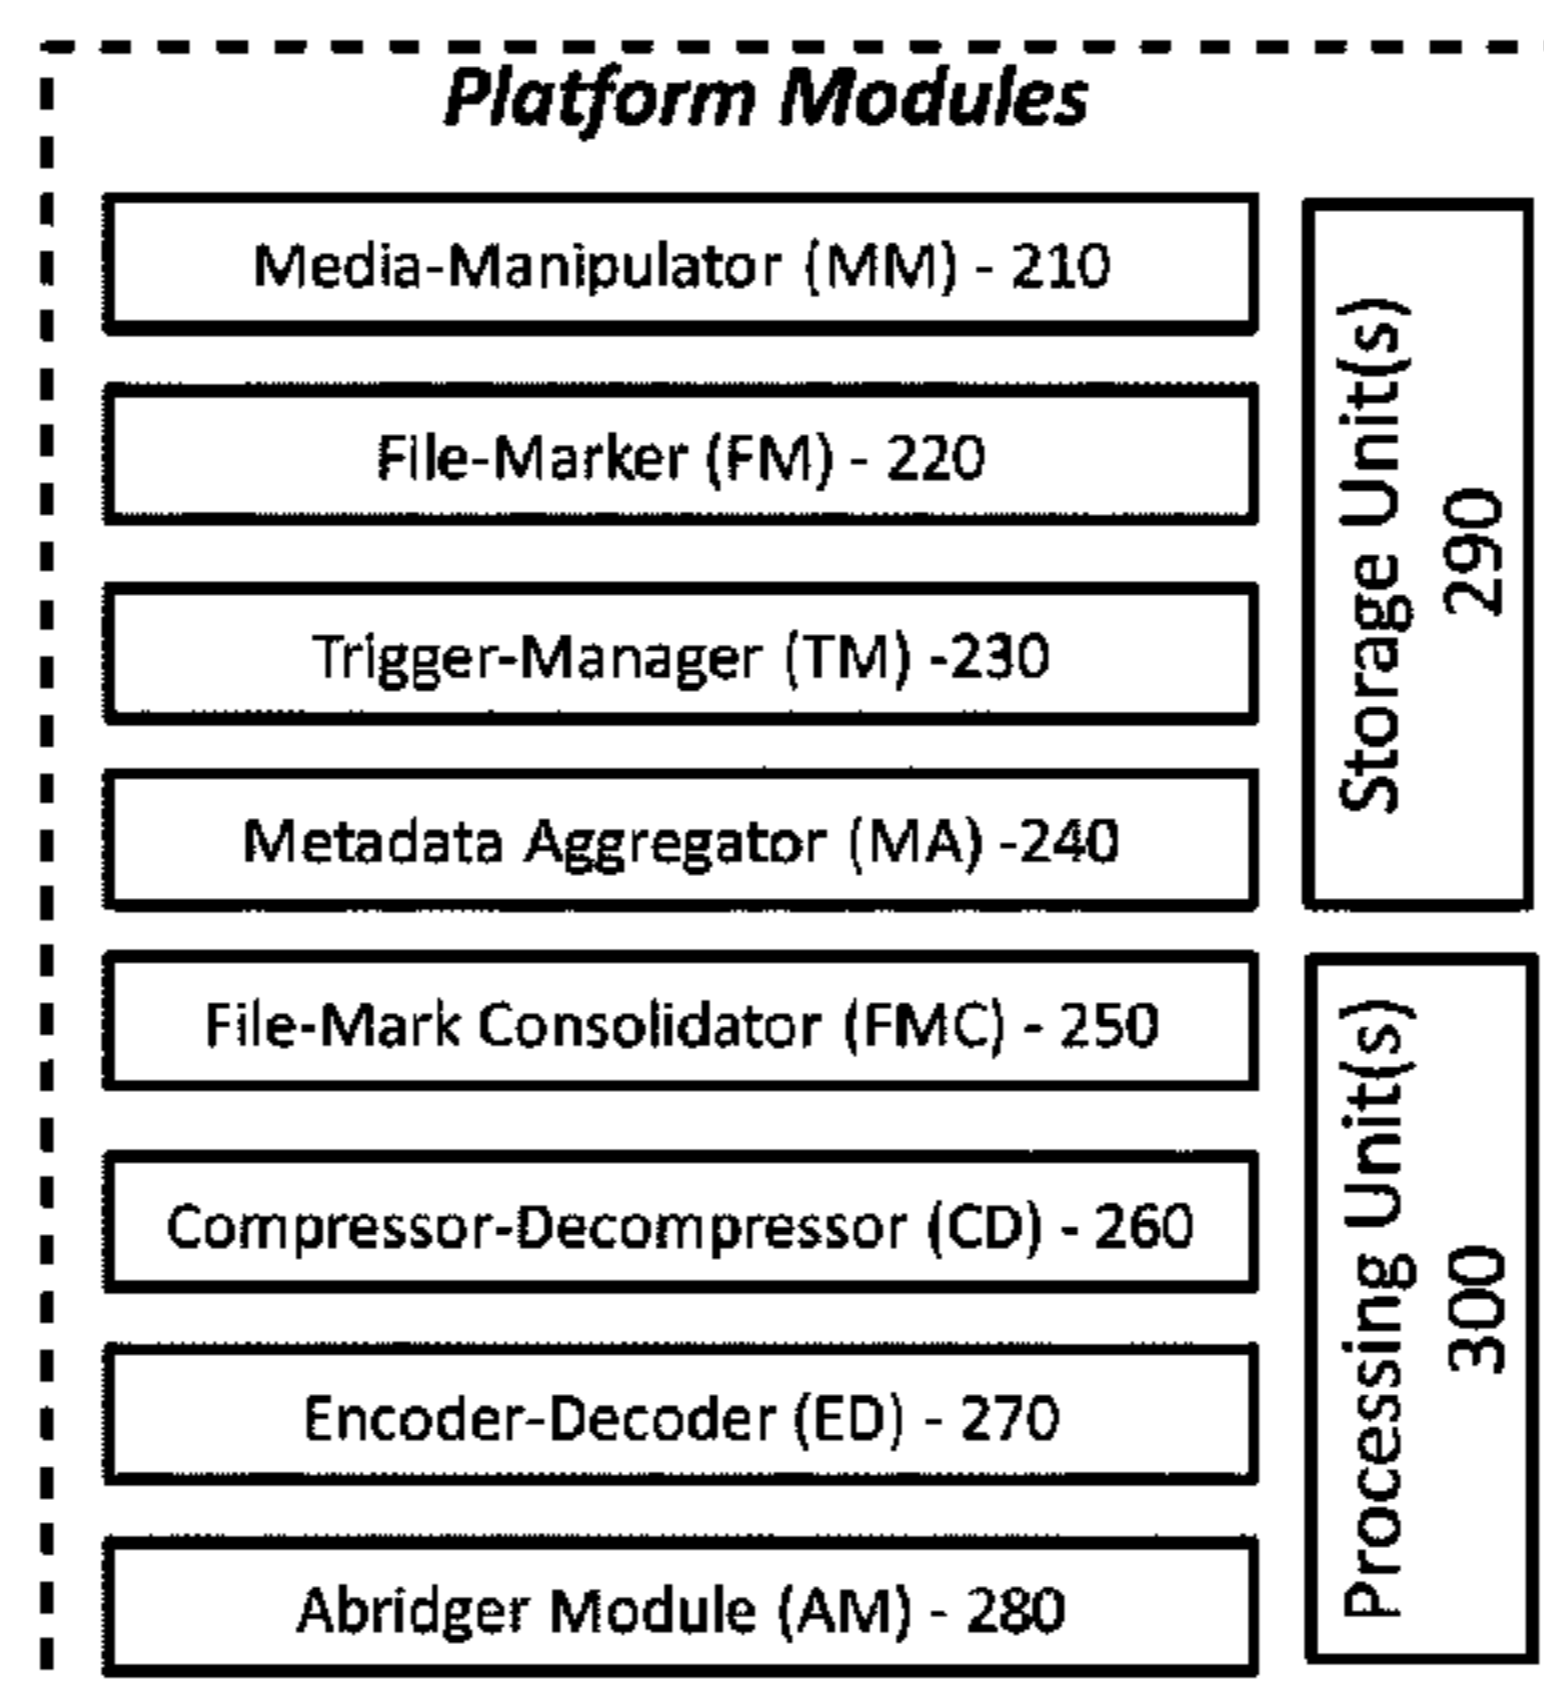 Platform Modules
Media-Manipulator (MM) - 210
File-Marker (FM) - 220
Trigger-Manager (TM) -230
Metadata Aggregator (MA) -240
File-Mark Consolidator (FMC) - 250
Compressor-Decompressor (CD) - 260
Encoder-Decoder (ED) - 270
Abridger Module (AM) - 280
Storage Unit(s)
290
Processing Unit(s)
300